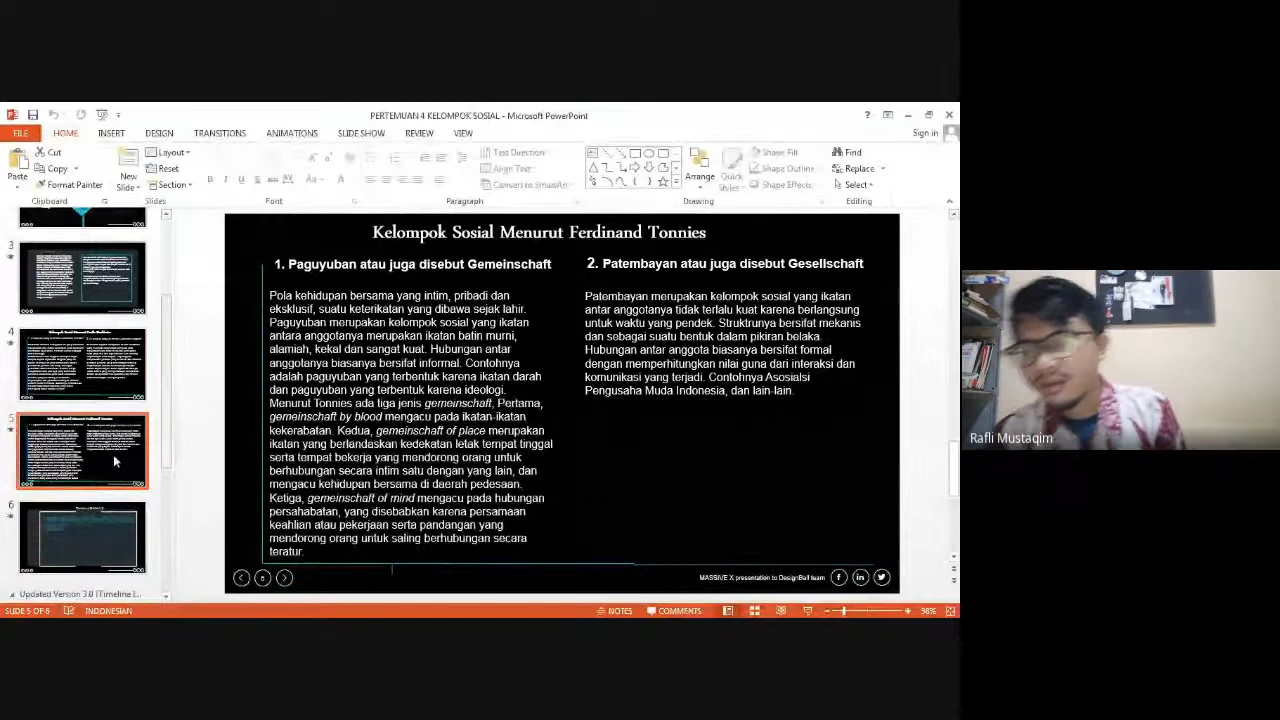 PERTEMUAN 4 KELOMPOK SOSIAL - Microsoft PowerPoint
FILE HOME INSERT DESIGN TRANSITIONS ANIMATIONS SLIDE SHOW REVIEW VIEW
Sign in
Paste
Cut
Copy
Format Painter
Clipboard
New
Slide
Layout
Reset
Section
Slides
Font
Text Direction
Align Text
Convert to SmartArt
Paragraph
Arrange
Quick
Styles
Shape Fill
Shape Outline
Shape Effects
Drawing
Find
Replace
Select
Editing
3
4
5
6
Kelompok Sosial Menurut Ferdinand Tonnies
1. Paguyuban atau juga disebut Gemeinschaft
Pola kehidupan bersama yang intim, pribadi dan
eksklusif, suatu keterikatan yang dibawa sejak lahir.
Paguyuban merupakan kelompok sosial yang ikatan
antara anggotanya merupakan ikatan batin murni,
alamiah, kekal dan sangat kuat. Hubungan antar
anggotanya biasanya bersifat informal. Contohnya
adalah paguyuban yang terbentuk karena ikatan darah
dan paguyuban yang terbentuk karena ideologi.
Menurut Tonnies ada tiga jenis gemeinschaft, Pertama,
gemeinschaft by blood mengacu pada ikatan-ikatan
kekerabatan. Kedua, gemeinschaft of place merupakan
ikatan yang berlandaskan kedekatan letak tempat tinggal
serta tempat bekerja yang mendorong orang untuk
berhubungan secara intim satu dengan yang lain, dan
mengacu kehidupan bersama di daerah pedesaan.
Ketiga, gemeinschaft of mind mengacu pada hubungan
persahabatan, yang disebabkan karena persamaan
keahlian atau pekerjaan serta pandangan yang
mendorong orang untuk saling berhubungan secara
teratur.
2. Patembayan atau juga disebut Gesellschaft
Patembayan merupakan kelompok sosial yang ikatan
antar anggotanya tidak terlalu kuat karena berlangsung
untuk waktu yang pendek. Strukturnya bersifat mekanis
dan sebagai suatu bentuk dalam pikiran belaka.
Hubungan antar anggota biasanya bersifat formal
dengan memperhitungkan nilai guna dari interaksi dan
komunikasi yang terjadi. Contohnya Asosialsi
Pengusaha Muda Indonesia, dan lain-lain.
6
MASSIVE X presentation to DesignBall team
Updated Version 3.0 (Timeline I...
SLIDE 5 OF 6 INDONESIAN NOTES COMMENTS 98%
Rafli Mustaqim